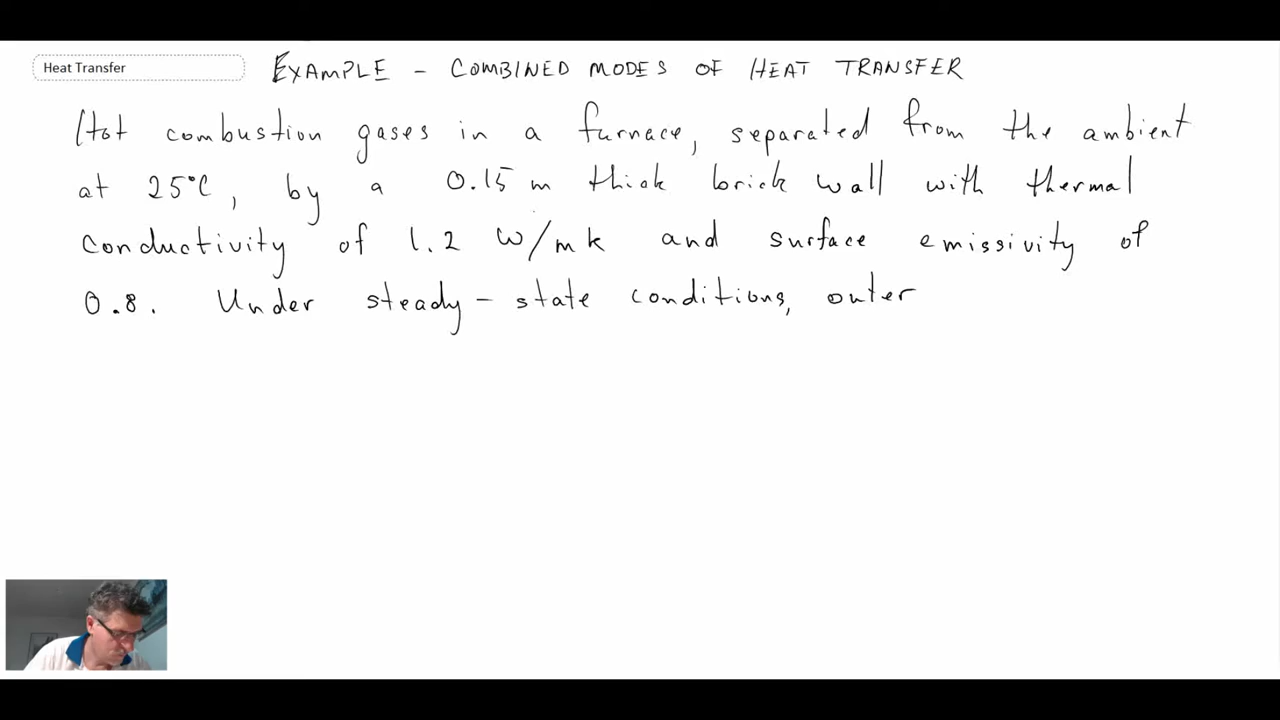 Heat Transfer
EXAMPLE - COMBINED MODES OF HEAT TRANSFER
Hot combustion gases in a furnace, separated from the ambient
at 25°C, by a 0.15 m thick brick wall with thermal
conductivity of 1.2 W/mk and surface emissivity of
0.8. Under steady-state conditions, outer